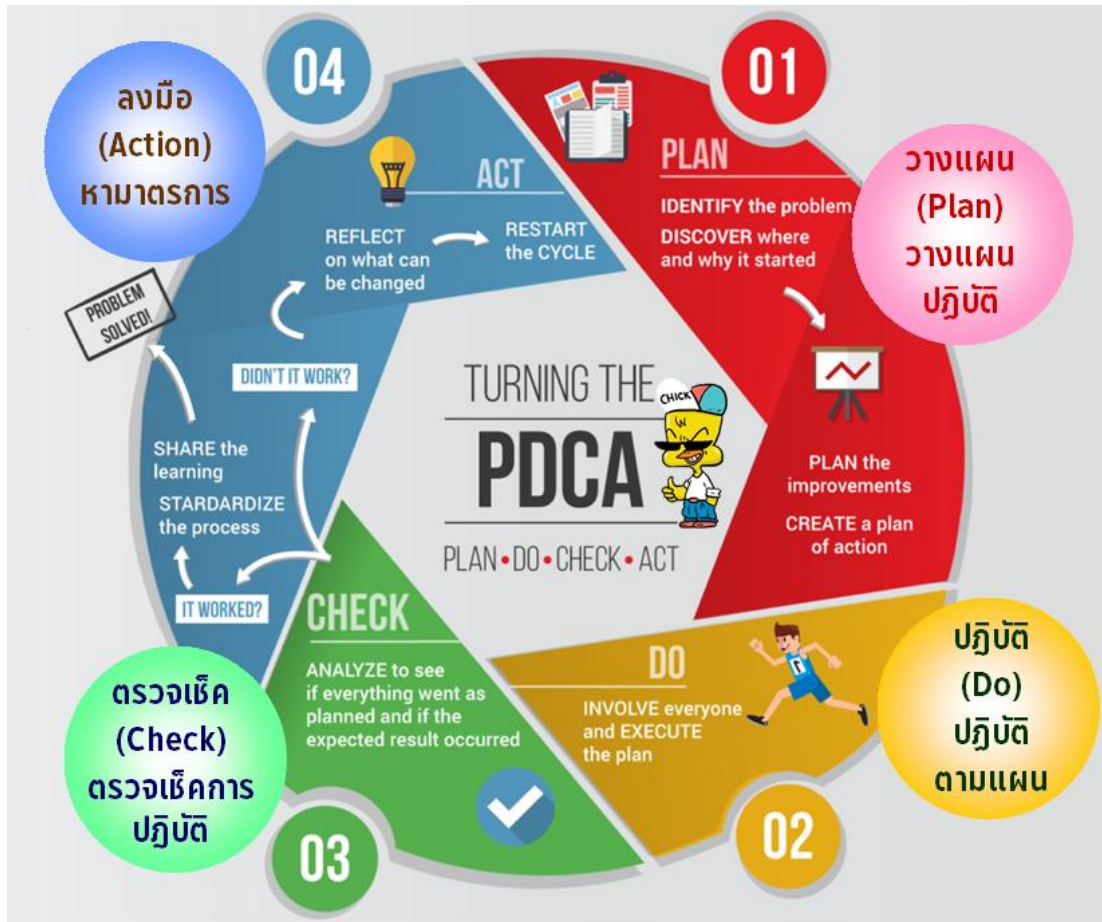 04
ลงมือ
(Action)
หามาตรการ
ACT
REFLECT
on what can
be changed
RESTART
the CYCLE
01
PLAN
IDENTIFY the problem
DISCOVER where
and why it started
วางแผน
(Plan)
วางแผน
ปฏิบัติ
PLAN the
improvements
CREATE a plan
of action
PROBLEM
SOLVED!
DIDN'T IT WORK?
SHARE the
learning
STARDARDIZE
the process
IT WORKED?
TURNING THE
CHICK
PDCA
PLAN•DO•CHECK•ACT
CHECK
ANALYZE to see
if everything went as
planned and if the
expected result occurred
ตรวจเช็ค
(Check)
ตรวจเช็คการ
ปฏิบัติ
03
DO
INVOLVE everyone
and EXECUTE
the plan
ปฏิบัติ
(Do)
ปฏิบัติ
ตามแผน
02